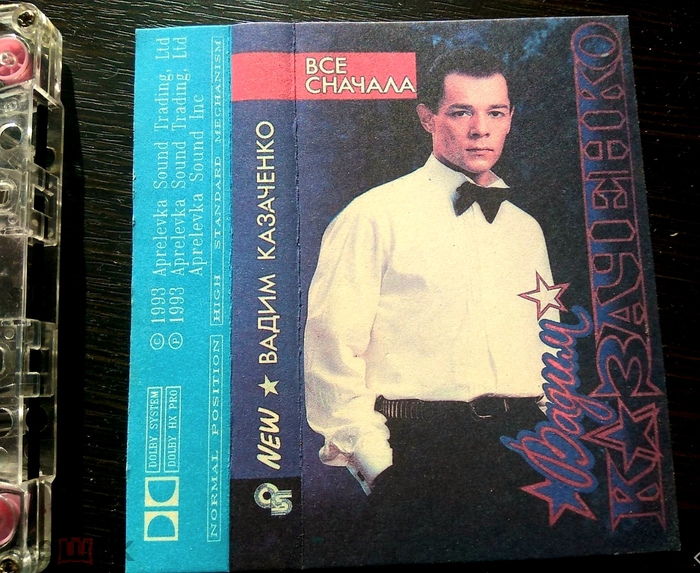 © 1993 Aprelevka Sound Trading, Ltd
℗ 1993 Aprelevka Sound Trading, Ltd
Aprelevka Sound Inc
DOLBY SYSTEM
DOLBY HX PRO
NORMAL POSITION
HIGH STANDARD MECHANISM
NEW ★ ВАДИМ КАЗАЧЕНКО
ВСЕ
СНАЧАЛА
Вадим
КАЗАЧЕНКО